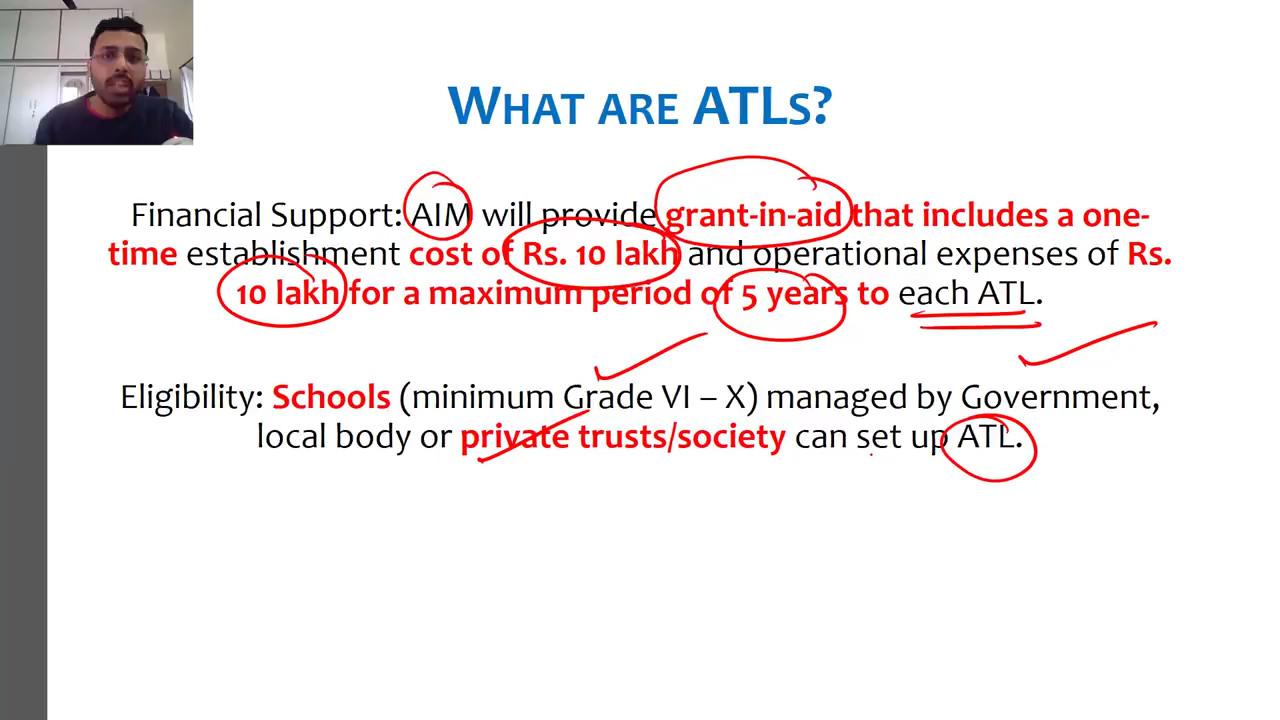 WHAT ARE ATLS?
Financial Support: AIM will provide grant-in-aid that includes a one-
time establishment cost of Rs. 10 lakh and operational expenses of Rs.
10 lakh for a maximum period of 5 years to each ATL.
Eligibility: Schools (minimum Grade VI – X) managed by Government,
local body or private trusts/society can set up ATL.